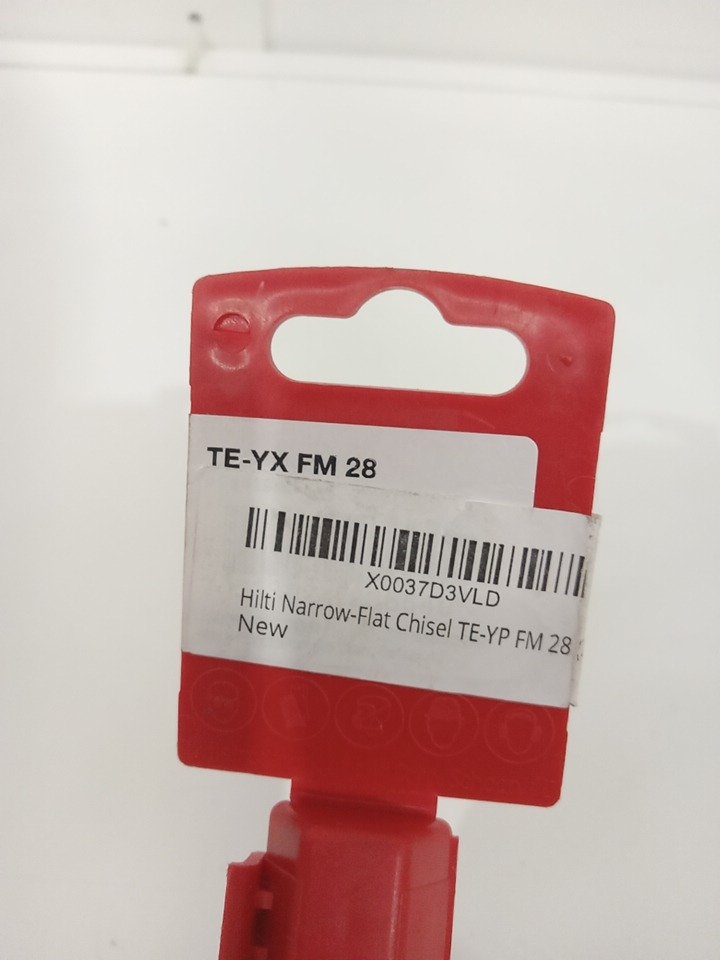 TE-YX FM 28
X0037D3VLD
Hilti Narrow-Flat Chisel TE-YP FM 28
New